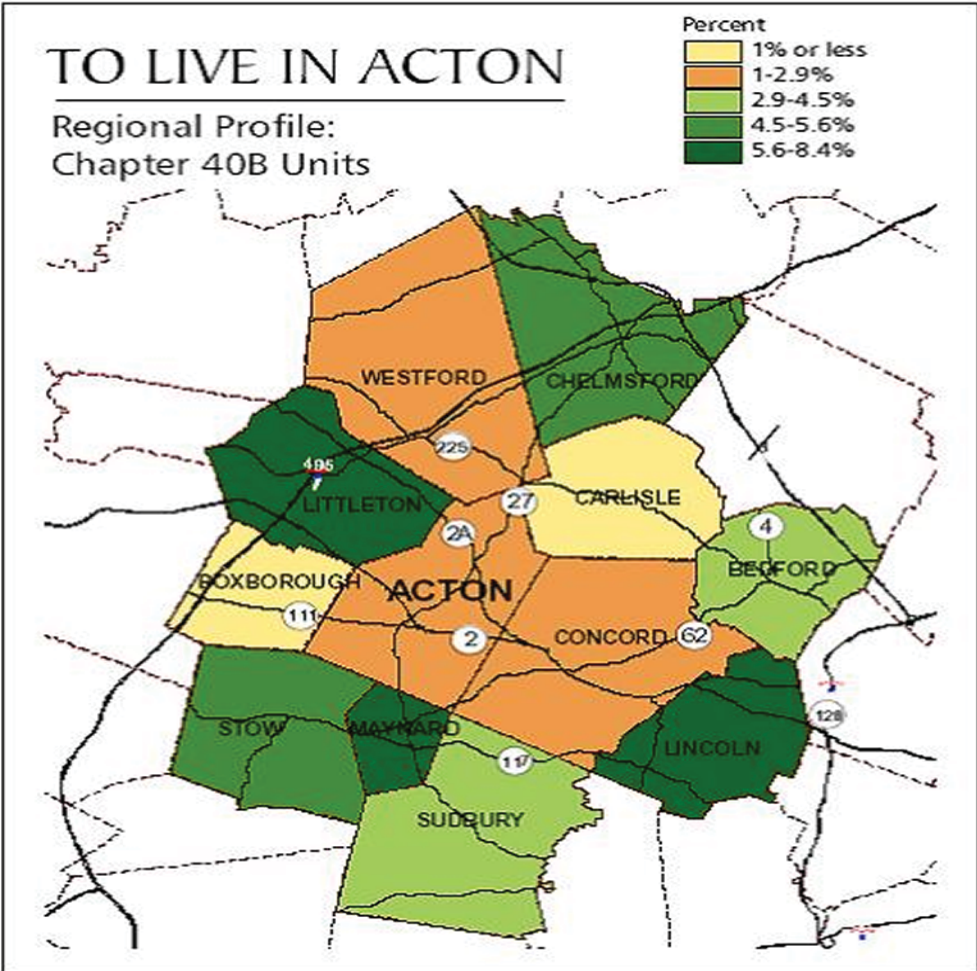 TO LIVE IN ACTON
Regional Profile:
Chapter 40B Units
Percent
1% or less
1-2.9%
2.9-4.5%
4.5-5.6%
5.6-8.4%
WESTFORD
CHELMSFORD
225
495
LITTLETON
27
CARLISLE
2A
4
BEDFORD
BOXBOROUGH
ACTON
111
2
CONCORD
62
STOW
MAYNARD
128
LINCOLN
117
SUDBURY